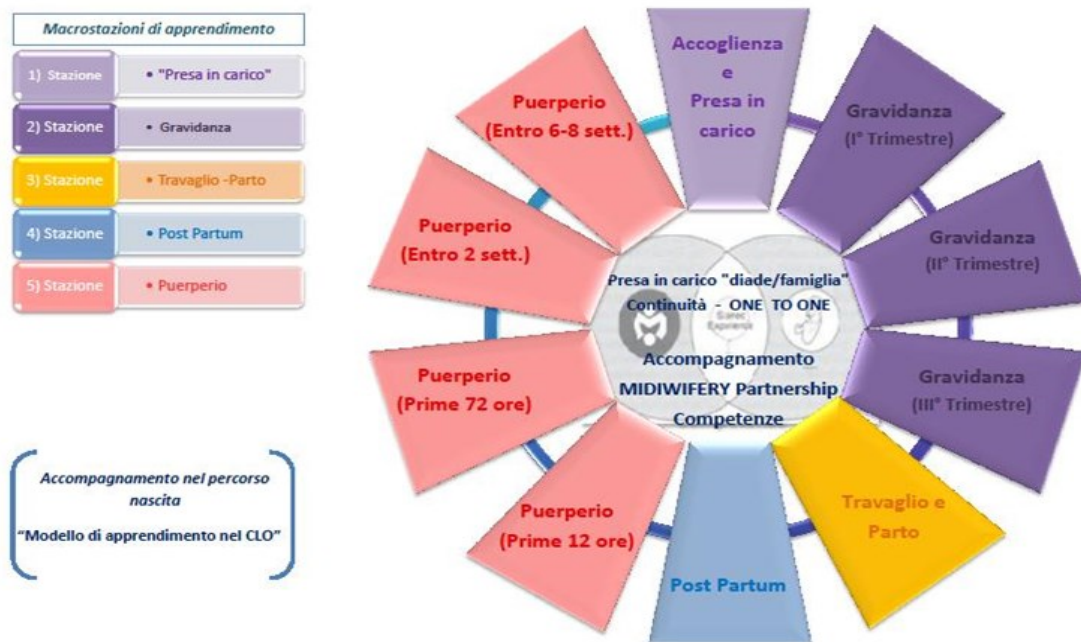 Macrostazioni di apprendimento
1) Stazione
• "Presa in carico"
2) Stazione
• Gravidanza
3) Stazione
• Travaglio -Parto
4) Stazione
• Post Partum
5) Stazione
• Puerperio
Accompagnamento nel percorso
nascita
“Modello di apprendimento nel CLO”
Accoglienza
e
Presa in
carico
Gravidanza
(I° Trimestre)
Gravidanza
(II° Trimestre)
Gravidanza
(III° Trimestre)
Travaglio e
Parto
Post Partum
Puerperio
(Prime 12 ore)
Puerperio
(Prime 72 ore)
Puerperio
(Entro 2 sett.)
Puerperio
(Entro 6-8 sett.)
Presa in carico "diade/famiglia"
Continuità - ONE TO ONE
Accompagnamento
MIDIWIFERY Partnership
Competenze